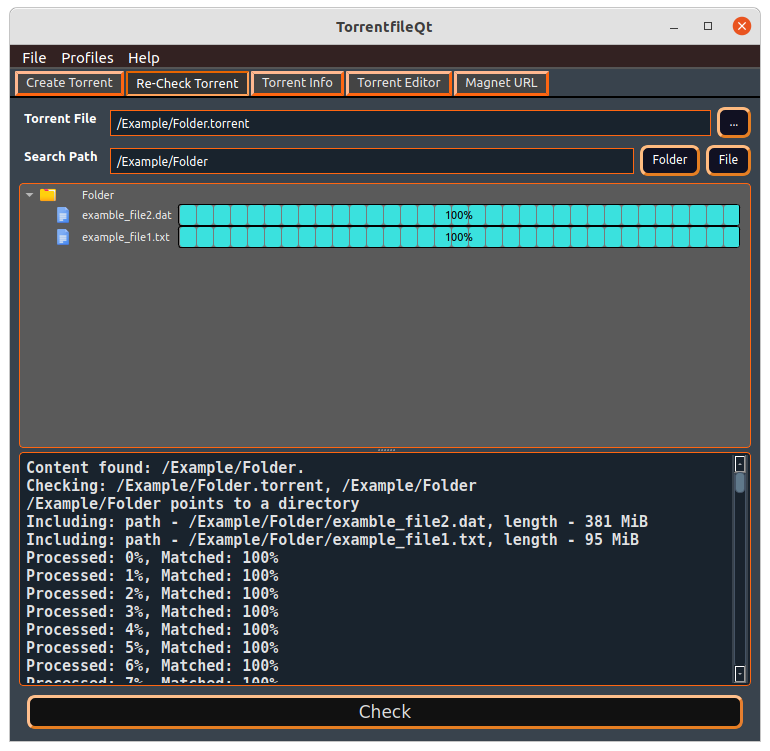 TorrentfileQt
File Profiles Help
Create Torrent Re-Check Torrent Torrent Info Torrent Editor Magnet URL
Torrent File /Example/Folder.torrent ...
Search Path /Example/Folder Folder File
Folder
examble_file2.dat 100%
example_file1.txt 100%
Content found: /Example/Folder.
Checking: /Example/Folder.torrent, /Example/Folder
/Example/Folder points to a directory
Including: path - /Example/Folder/examble_file2.dat, length - 381 MiB
Including: path - /Example/Folder/example_file1.txt, length - 95 MiB
Processed: 0%, Matched: 100%
Processed: 1%, Matched: 100%
Processed: 2%, Matched: 100%
Processed: 3%, Matched: 100%
Processed: 4%, Matched: 100%
Processed: 5%, Matched: 100%
Processed: 6%, Matched: 100%
Processed: 7%, Matched: 100%
Check